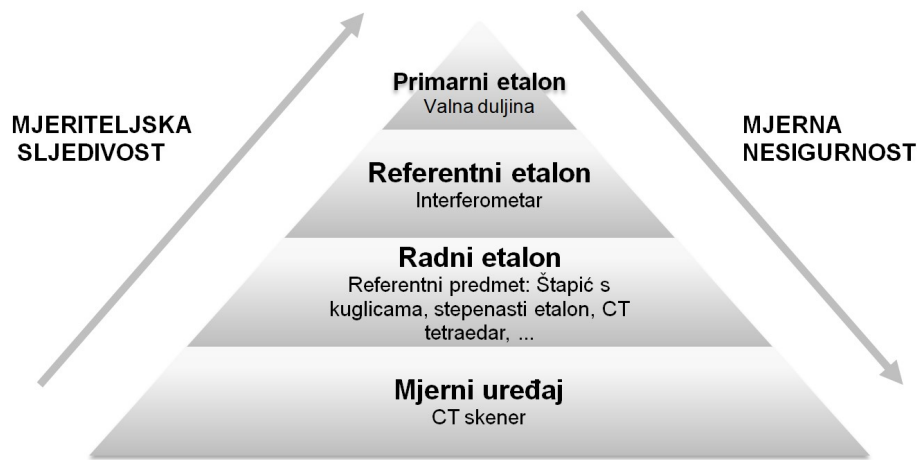 Primarni etalon
Valna duljina
MJERITELJSKA
SLJEDIVOST
MJERNA
NESIGURNOST
Referentni etalon
Interferometar
Radni etalon
Referentni predmet: Štapić s
kuglicama, stepenasti etalon, CT
tetraedar, ...
Mjerni uređaj
CT skener